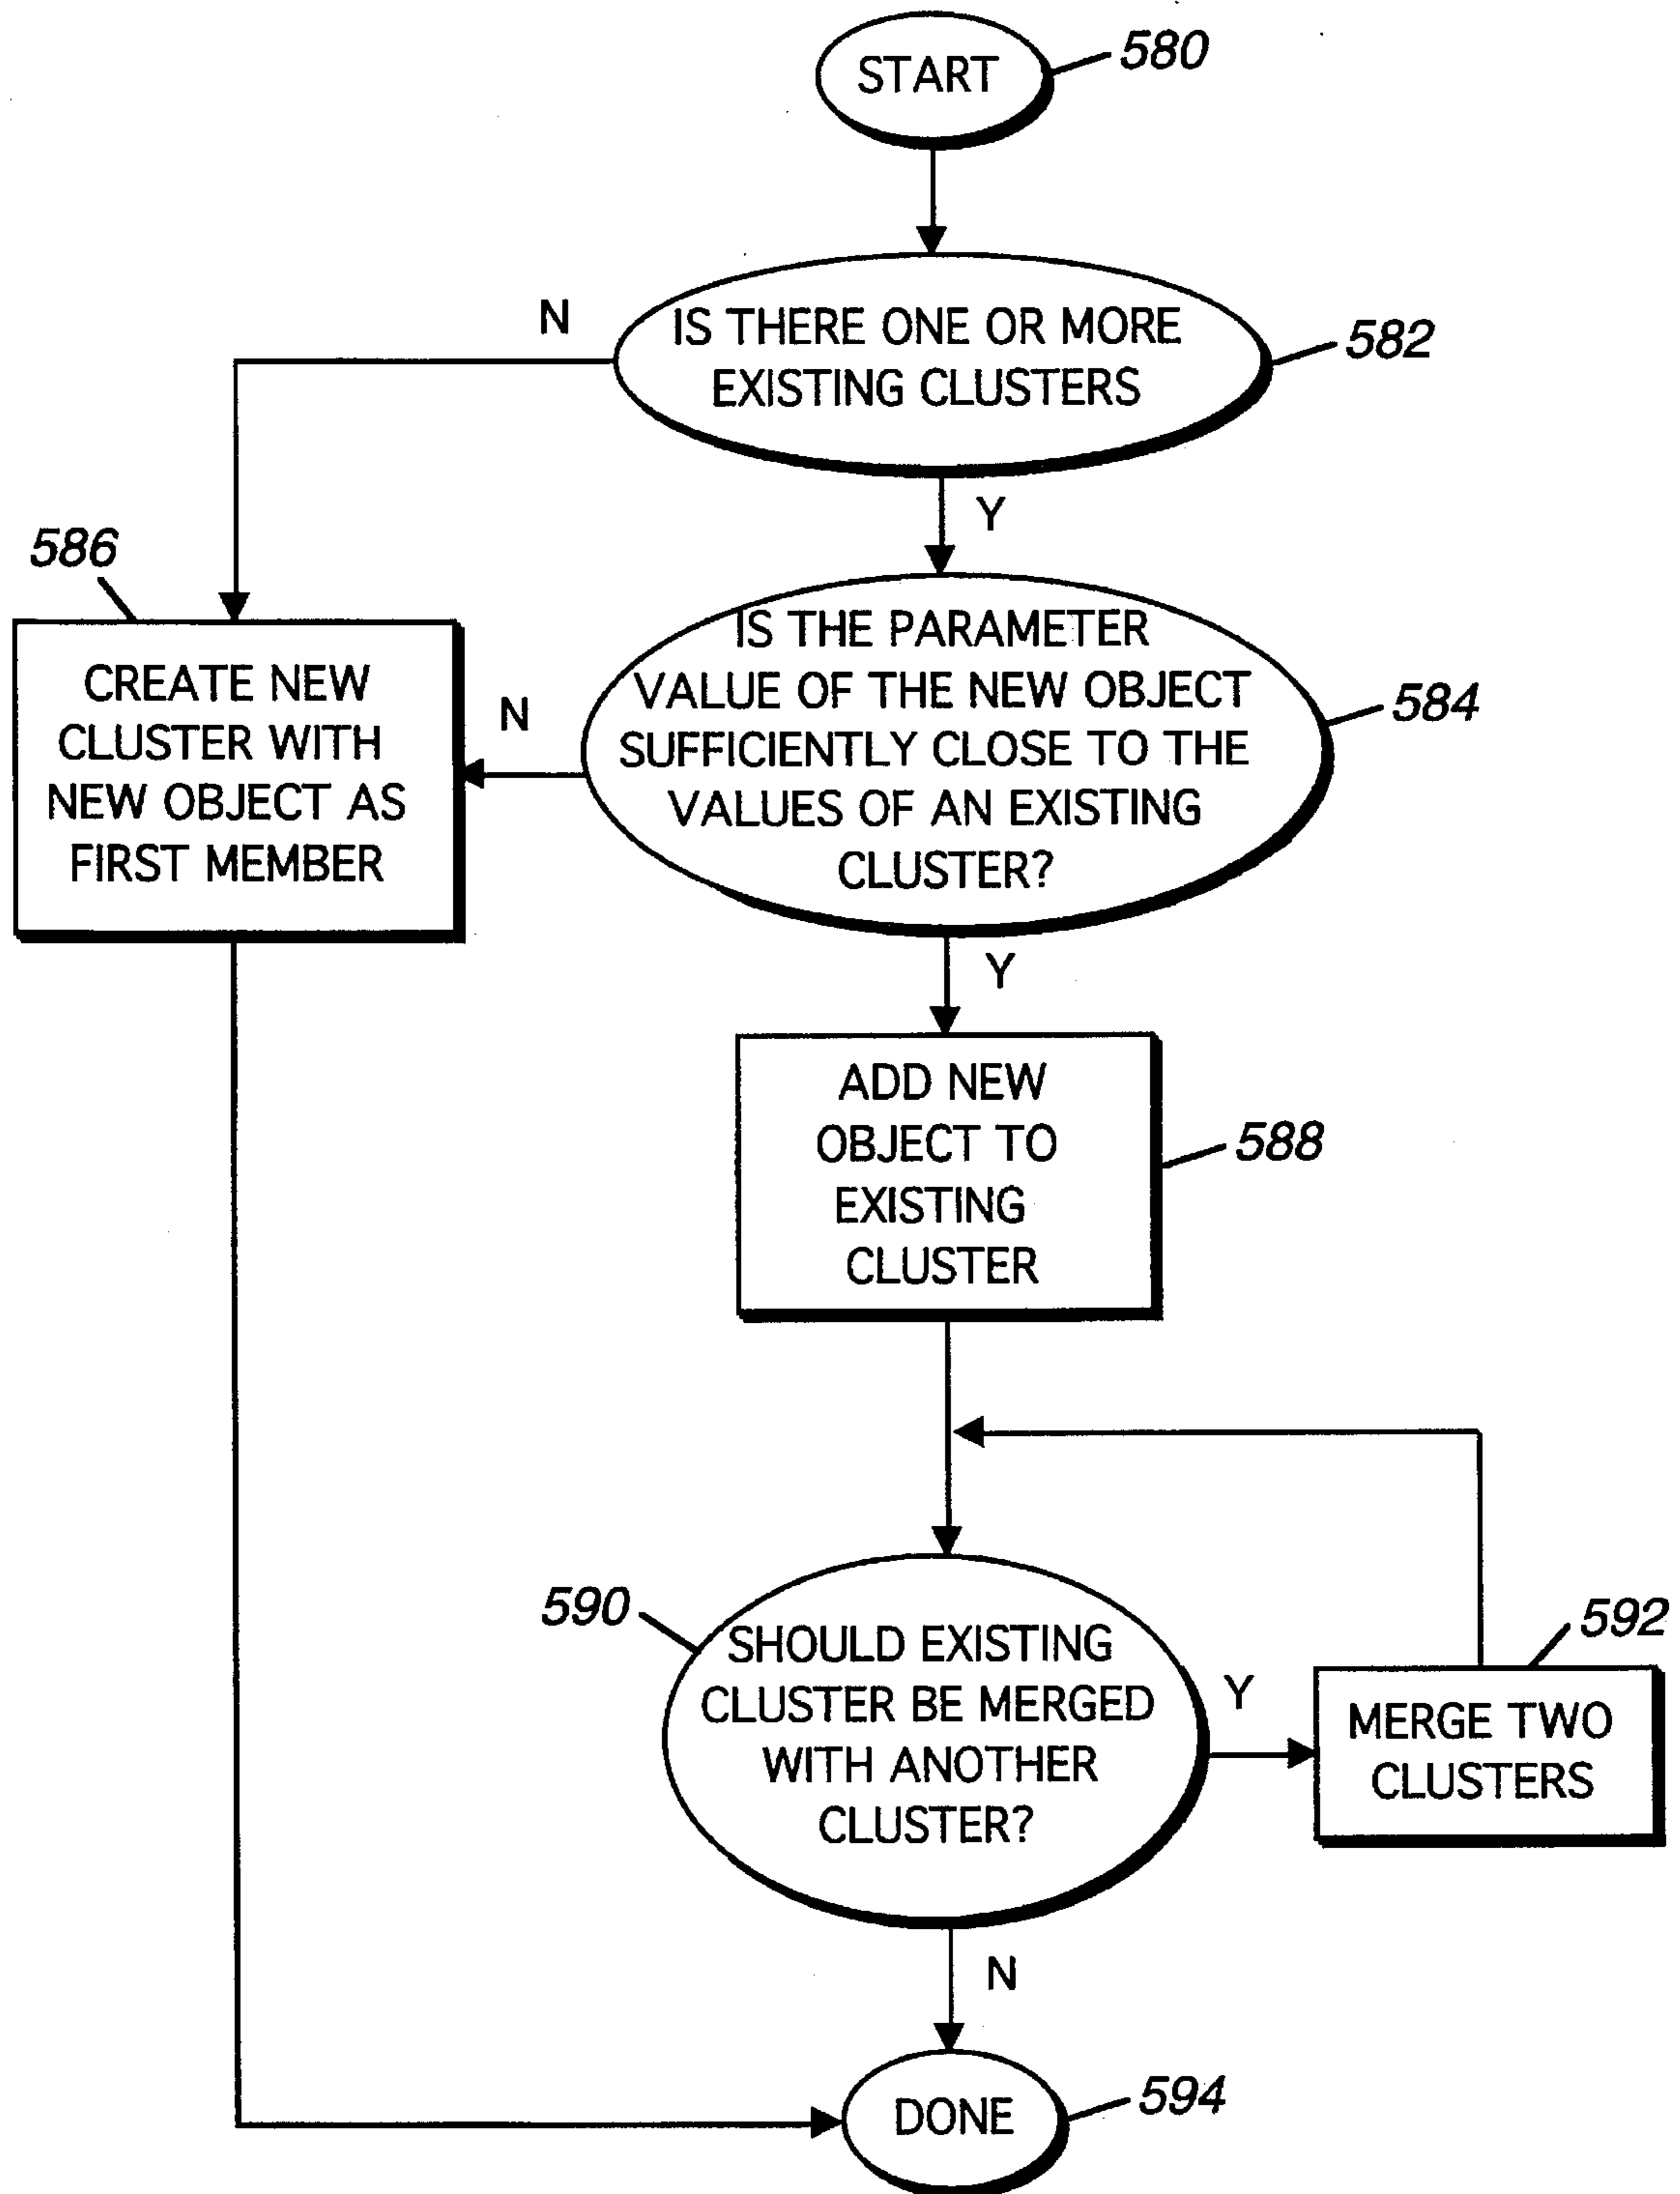 START
580
IS THERE ONE OR MORE
EXISTING CLUSTERS
582
N
Y
586
CREATE NEW
CLUSTER WITH
NEW OBJECT AS
FIRST MEMBER
N
IS THE PARAMETER
VALUE OF THE NEW OBJECT
SUFFICIENTLY CLOSE TO THE
VALUES OF AN EXISTING
CLUSTER?
584
Y
ADD NEW
OBJECT TO
EXISTING
CLUSTER
588
590
SHOULD EXISTING
CLUSTER BE MERGED
WITH ANOTHER
CLUSTER?
Y
592
MERGE TWO
CLUSTERS
N
DONE
594